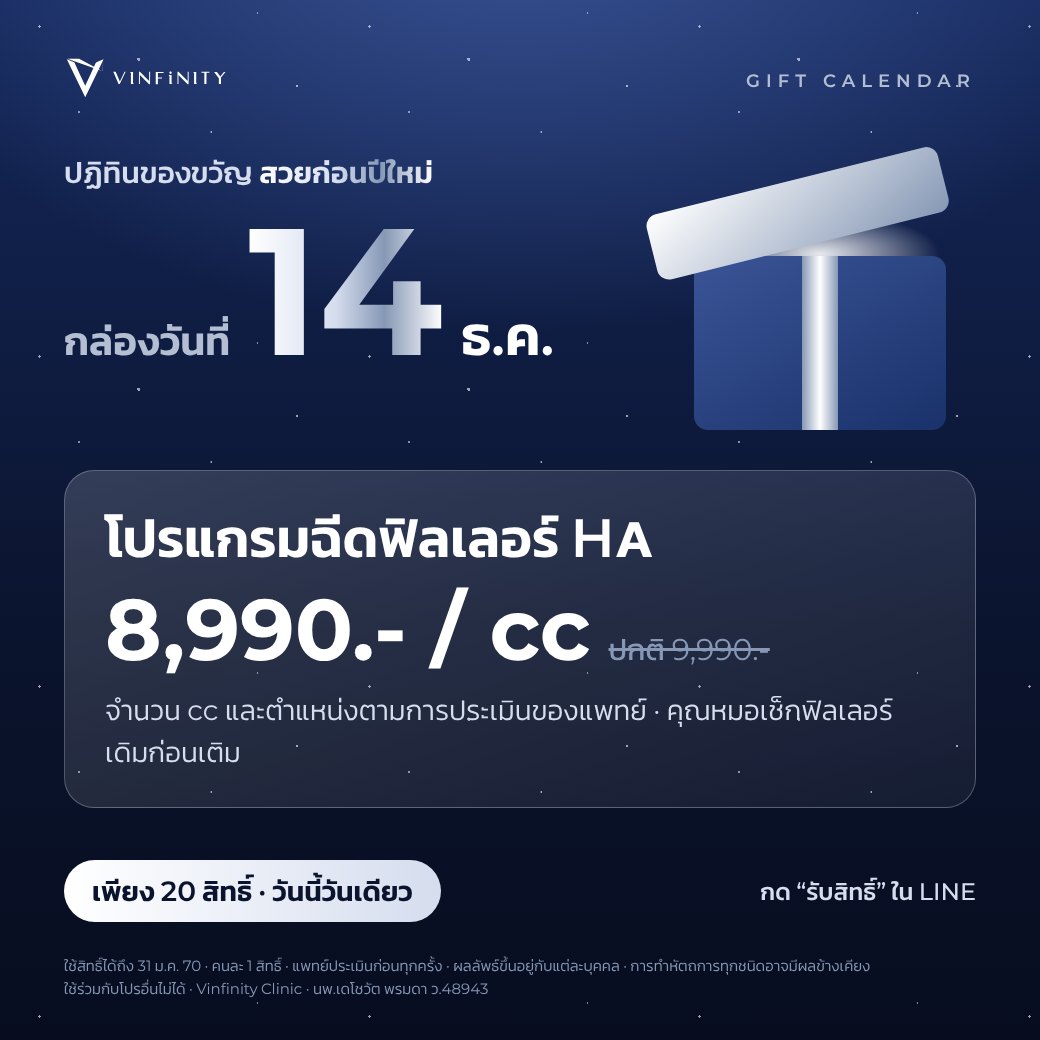 VINFINITY
GIFT CALENDAR
ปฏิทินของขวัญ สวยก่อนปีใหม่
กล่องวันที่ 14 ธ.ค.
โปรแกรมฉีดฟิลเลอร์ HA
8,990.- / cc ปกติ 9,990.-
จำนวน cc และตำแหน่งตามการประเมินของแพทย์ · คุณหมอเช็กฟิลเลอร์
เดิมก่อนเติม
เพียง 20 สิทธิ์ · วันนี้วันเดียว
กด “รับสิทธิ์” ใน LINE
ใช้สิทธิ์ได้ถึง 31 ม.ค. 70 · คนละ 1 สิทธิ์ · แพทย์ประเมินก่อนทุกครั้ง · ผลลัพธ์ขึ้นอยู่กับแต่ละบุคคล · การทำหัตถการทุกชนิดอาจมีผลข้างเคียง
ใช้ร่วมกับโปรอื่นไม่ได้ · Vinfinity Clinic · นพ.เดโชวัต พรมดา ว.48943